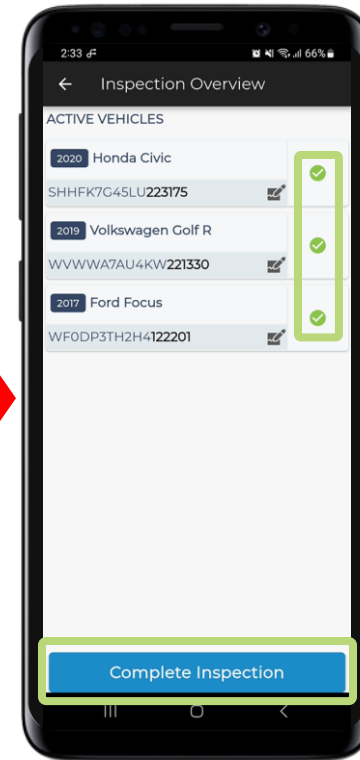 2:33 66%
Inspection Overview
ACTIVE VEHICLES
2020 Honda Civic
SHHFK7G45LU223175
2019 Volkswagen Golf R
WVWWA7AU4KW221330
2017 Ford Focus
WF0DP3TH2H4122201
Complete Inspection